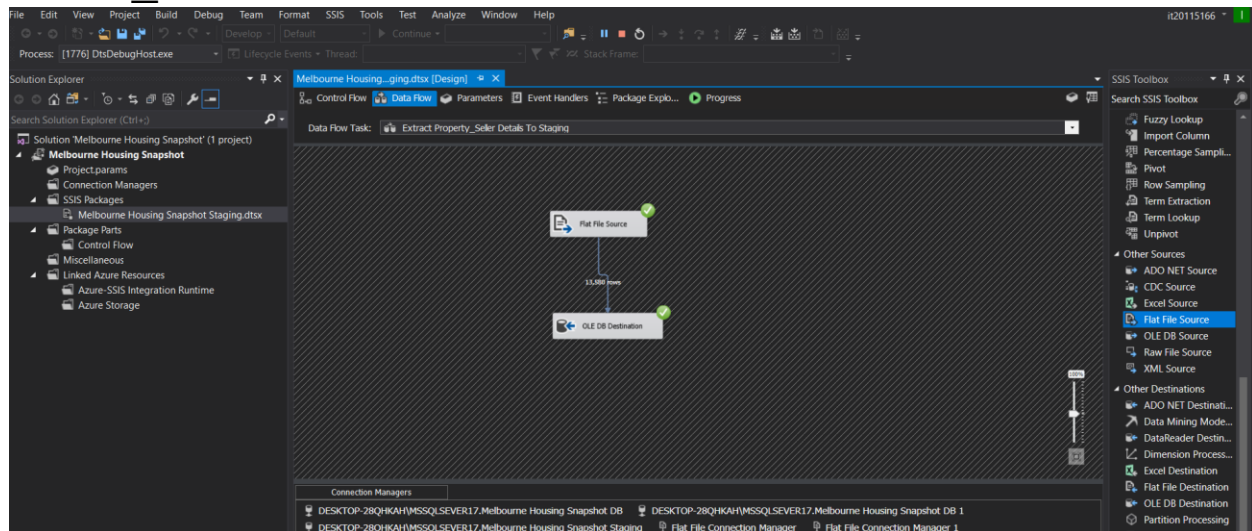 File Edit View Project Build Debug Team Format SSIS Tools Test Analyze Window Help it20115166
Develop Default Continue
Process: [1776] DtsDebugHost.exe Lifecycle Events Thread: Stack Frame:
Solution Explorer
Search Solution Explorer (Ctrl+;)
Solution 'Melbourne Housing Snapshot' (1 project)
Melbourne Housing Snapshot
Project.params
Connection Managers
SSIS Packages
Melbourne Housing Snapshot Staging.dtsx
Package Parts
Control Flow
Miscellaneous
Linked Azure Resources
Azure-SSIS Integration Runtime
Azure Storage
Melbourne Housing...ging.dtsx [Design]
Control Flow Data Flow Parameters Event Handlers Package Explo... Progress
Data Flow Task: Extract Property_Seller Detals To Staging
Flat File Source
13,580 rows
OLE DB Destination
100%
Connection Managers
DESKTOP-28QHKAH\MSSQLSEVER17.Melbourne Housing Snapshot DB DESKTOP-28QHKAH\MSSQLSEVER17.Melbourne Housing Snapshot DB 1
DESKTOP-28QHKAH\MSSQLSEVER17.Melbourne Housing Snapshot Staging Flat File Connection Manager Flat File Connection Manager 1
SSIS Toolbox
Search SSIS Toolbox
Fuzzy Lookup
Import Column
Percentage Sampli...
Pivot
Row Sampling
Term Extraction
Term Lookup
Unpivot
Other Sources
ADO NET Source
CDC Source
Excel Source
Flat File Source
OLE DB Source
Raw File Source
XML Source
Other Destinations
ADO NET Destinati...
Data Mining Mode...
DataReader Destin...
Dimension Process...
Excel Destination
Flat File Destination
OLE DB Destination
Partition Processing